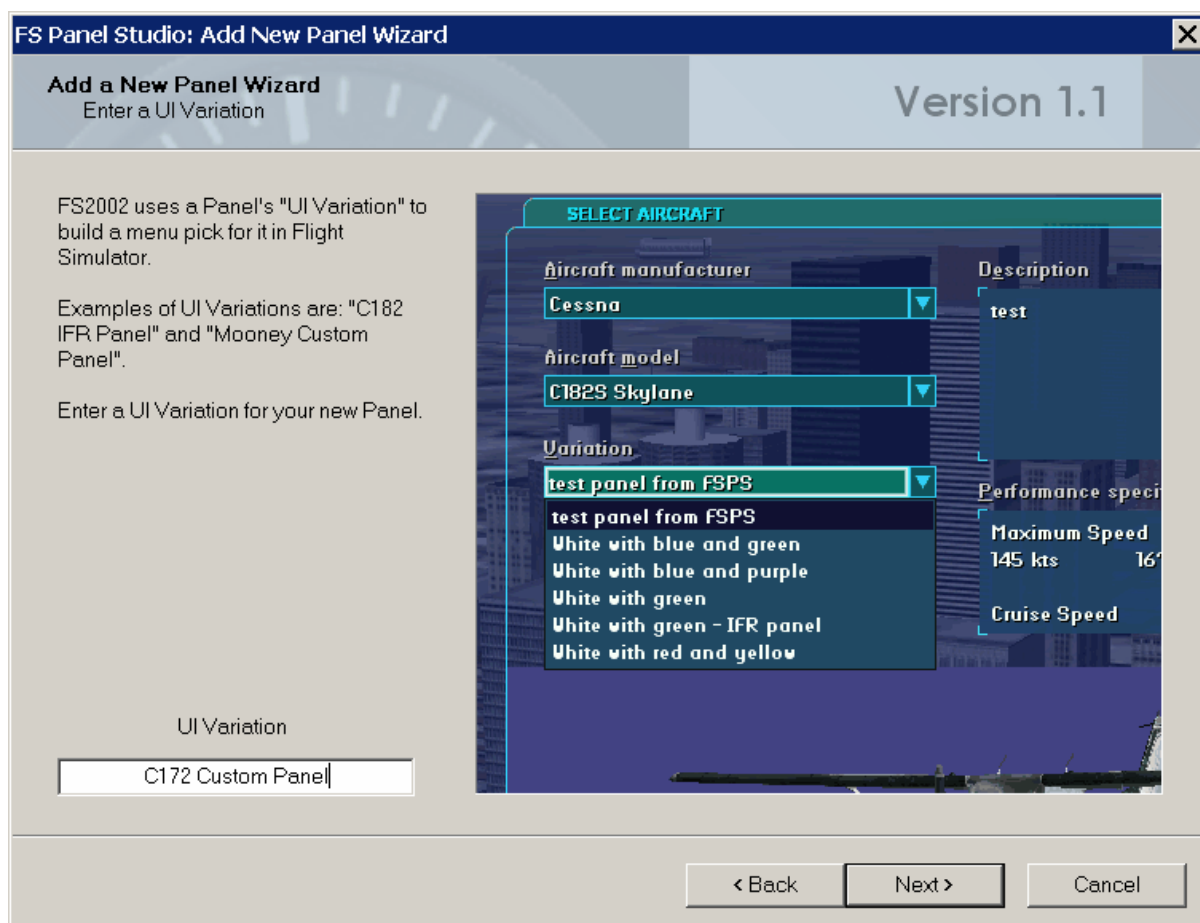 FS Panel Studio: Add New Panel Wizard
Add a New Panel Wizard
Enter a UI Variation
Version 1.1
FS2002 uses a Panel's "UI Variation" to
build a menu pick for it in Flight
Simulator.
Examples of UI Variations are: "C182
IFR Panel" and "Mooney Custom
Panel".
Enter a UI Variation for your new Panel.
UI Variation
C172 Custom Panel
SELECT AIRCRAFT
Aircraft manufacturer
Cessna
Aircraft model
C182S Skylane
Variation
test panel from FSPS
test panel from FSPS
White with blue and green
White with blue and purple
White with green
White with green - IFR panel
White with red and yellow
Description
test
Performance speci
Maximum Speed
145 kts
Cruise Speed
< Back
Next >
Cancel